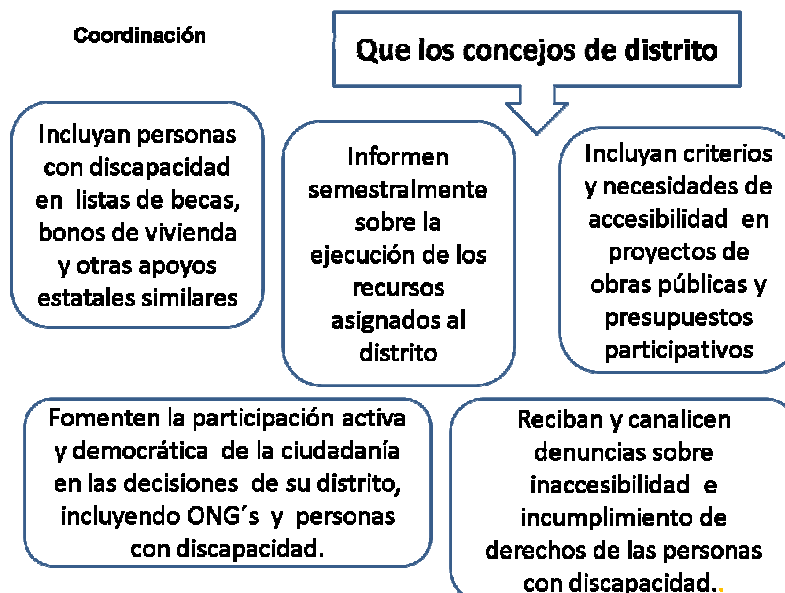 Coordinación
Que los concejos de distrito
Incluyan personas
con discapacidad
en listas de becas,
bonos de vivienda
y otras apoyos
estatales similares
Informen
semestralmente
sobre la
ejecución de los
recursos
asignados al
distrito
Incluyan criterios
y necesidades de
accesibilidad en
proyectos de
obras públicas y
presupuestos
participativos
Fomenten la participación activa
y democrática de la ciudadanía
en las decisiones de su distrito,
incluyendo ONG´s y personas
con discapacidad.
Reciban y canalicen
denuncias sobre
inaccesibilidad e
incumplimiento de
derechos de las personas
con discapacidad..